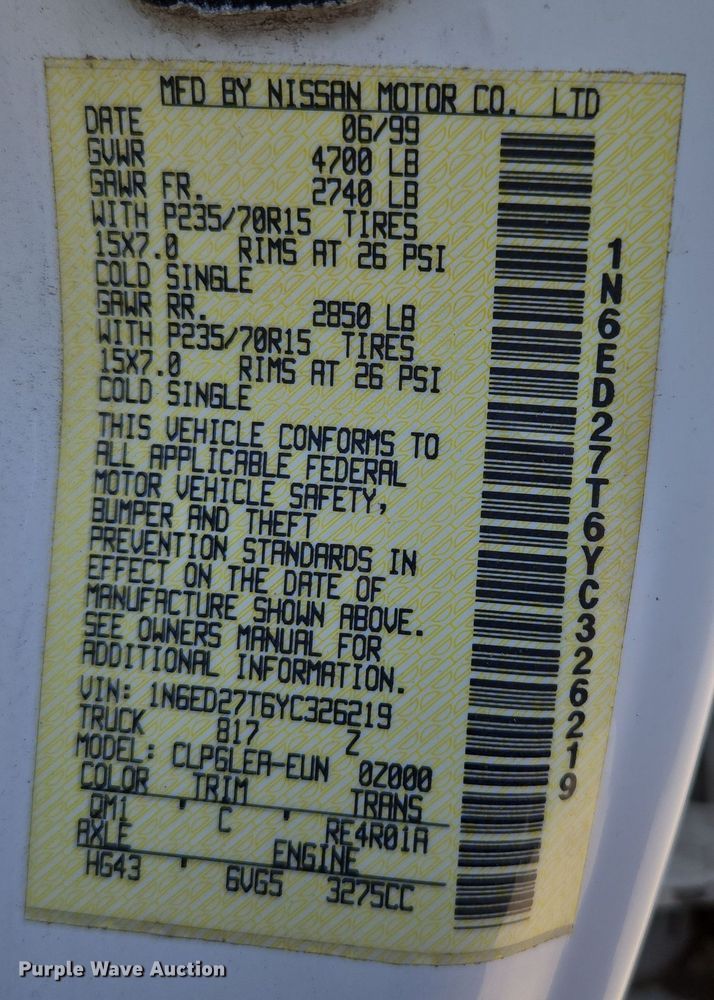 MFD BY NISSAN MOTOR CO. LTD
DATE 06/99
GVWR 4700 LB
GAWR FR. 2740 LB
WITH P235/70R15 TIRES
15X7.0 RIMS AT 26 PSI
COLD SINGLE
GAWR RR. 2850 LB
WITH P235/70R15 TIRES
15X7.0 RIMS AT 26 PSI
COLD SINGLE
THIS VEHICLE CONFORMS TO
ALL APPLICABLE FEDERAL
MOTOR VEHICLE SAFETY,
BUMPER AND THEFT
PREVENTION STANDARDS IN
EFFECT ON THE DATE OF
MANUFACTURE SHOWN ABOVE.
SEE OWNERS MANUAL FOR
ADDITIONAL INFORMATION.
VIN: 1N6ED27T6YC326219
TRUCK 817 Z
MODEL: CLPGLEA-EUN 0Z000
COLOR TRIM TRANS
QM1 C RE4R01A
AXLE ENGINE
HG43 6VG5 3275CC
1N6ED27T6YC326219
Purple Wave Auction